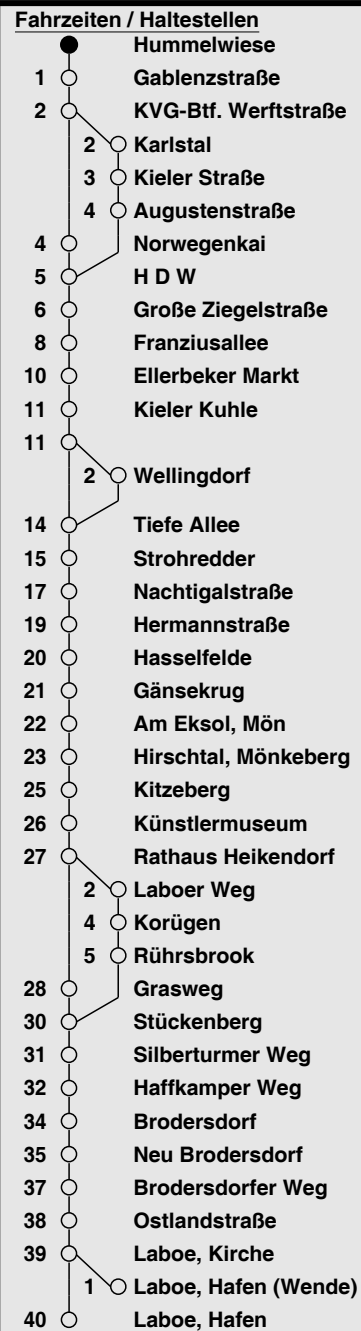 Fahrzeiten / Haltestellen
Hummelwiese
1 Gablenzstraße
2 KVG-Btf. Werftstraße
2 Karlstal
3 Kieler Straße
4 Augustenstraße
4 Norwegenkai
5 H D W
6 Große Ziegelstraße
8 Franziusallee
10 Ellerbeker Markt
11 Kieler Kuhle
11
2 Wellingdorf
14 Tiefe Allee
15 Strohredder
17 Nachtigalstraße
19 Hermannstraße
20 Hasselfelde
21 Gänsekrug
22 Am Eksol, Mön
23 Hirschtal, Mönkeberg
25 Kitzeberg
26 Künstlermuseum
27 Rathaus Heikendorf
2 Laboer Weg
4 Korügen
5 Rührsbrook
28 Grasweg
30 Stückenberg
31 Silberturmer Weg
32 Haffkamper Weg
34 Brodersdorf
35 Neu Brodersdorf
37 Brodersdorfer Weg
38 Ostlandstraße
39 Laboe, Kirche
1 Laboe, Hafen (Wende)
40 Laboe, Hafen